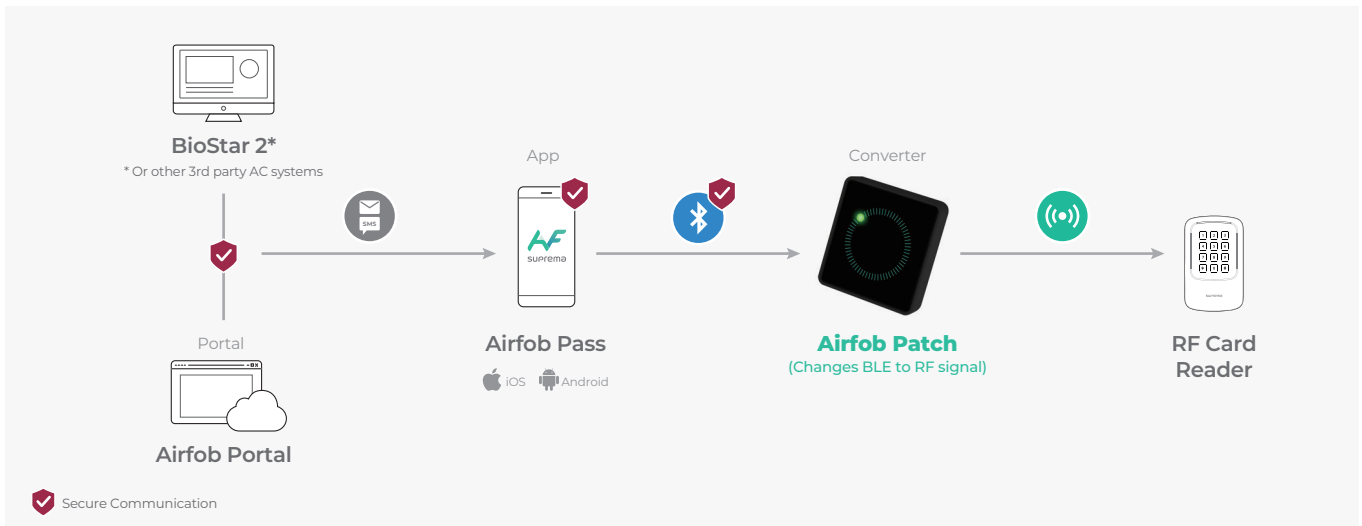 BioStar 2*
* Or other 3rd party AC systems
SMS
Portal
Airfob Portal
App
suprema
Airfob Pass
iOS
Android
Converter
Airfob Patch
(Changes BLE to RF signal)
suprema
RF Card
Reader
Secure Communication